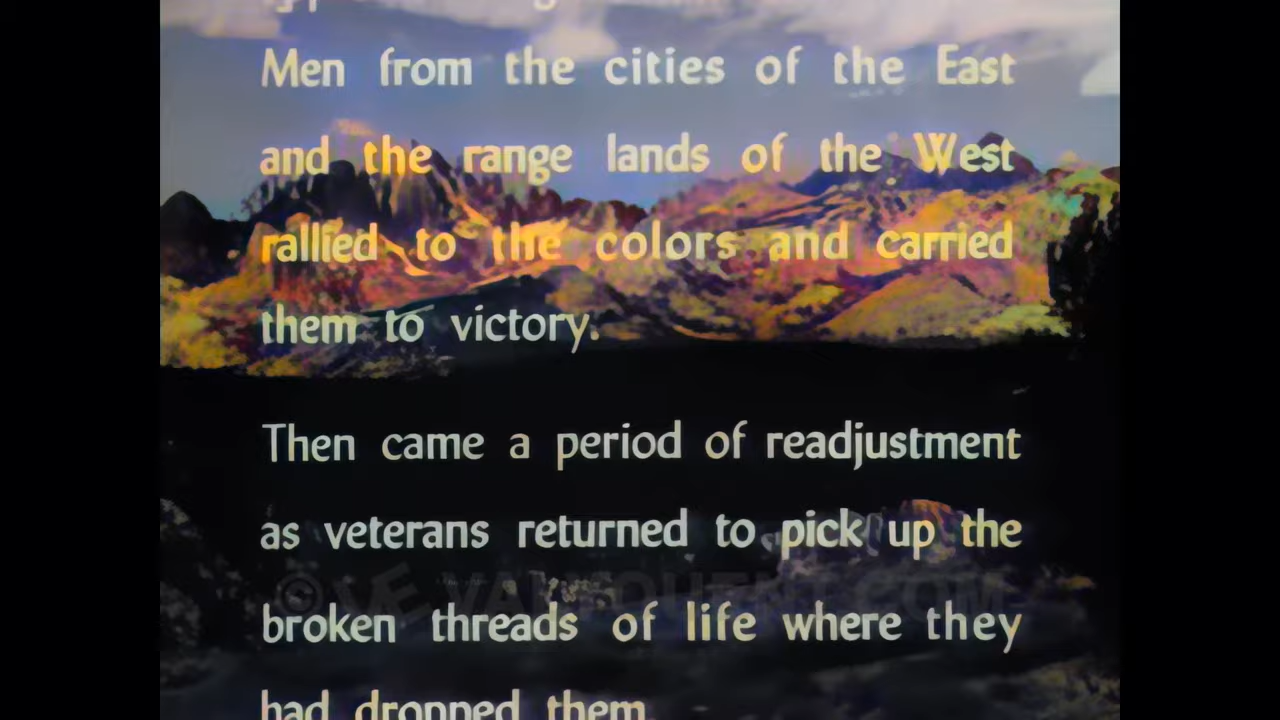 Men from the cities of the East
and the range lands of the West
rallied to the colors and carried
them to victory.
Then came a period of readjustment
as veterans returned to pick up the
broken threads of life where they
had dropped them.